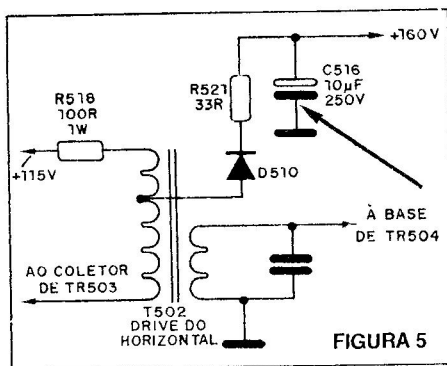 +160V
R521
33R
C516
10µF
250V
R518
100R
1W
+115V
D510
À BASE
DE TR504
AO COLETOR
DE TR503
T502
DRIVE DO
HORIZONTAL
FIGURA 5